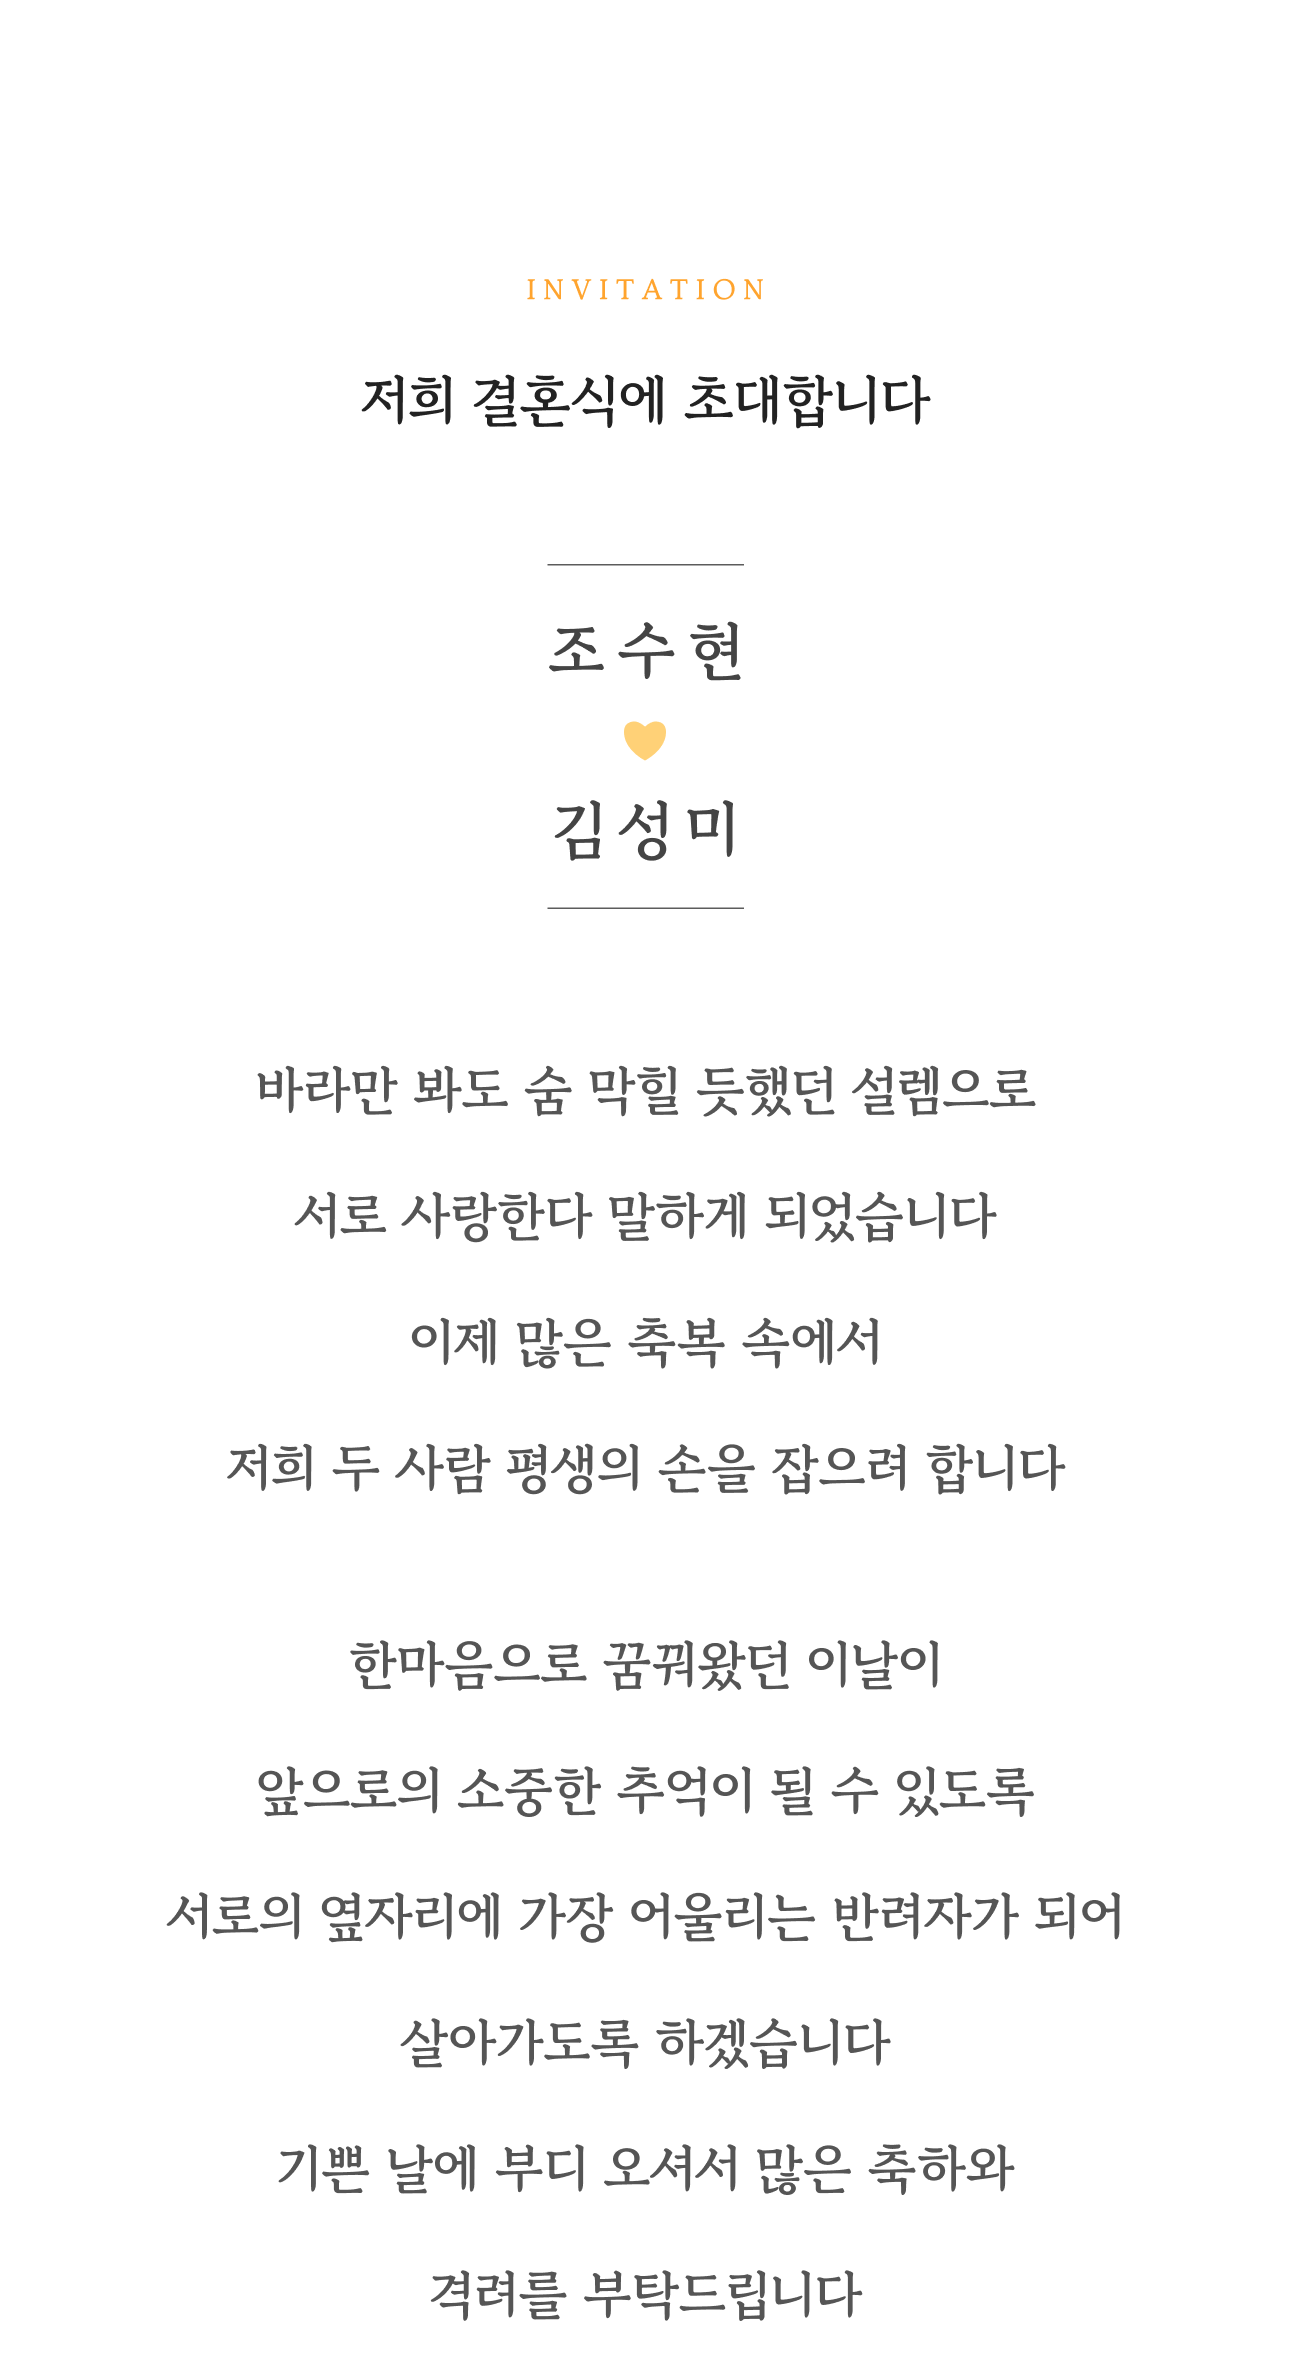 INVITATION
저희 결혼식에 초대합니다
조수현
김성미
바라만 봐도 숨 막힐 듯했던 설렘으로
서로 사랑한다 말하게 되었습니다
이제 많은 축복 속에서
저희 두 사람 평생의 손을 잡으려 합니다
한마음으로 꿈꿔왔던 이날이
앞으로의 소중한 추억이 될 수 있도록
서로의 옆자리에 가장 어울리는 반려자가 되어
살아가도록 하겠습니다
기쁜 날에 부디 오셔서 많은 축하와
격려를 부탁드립니다